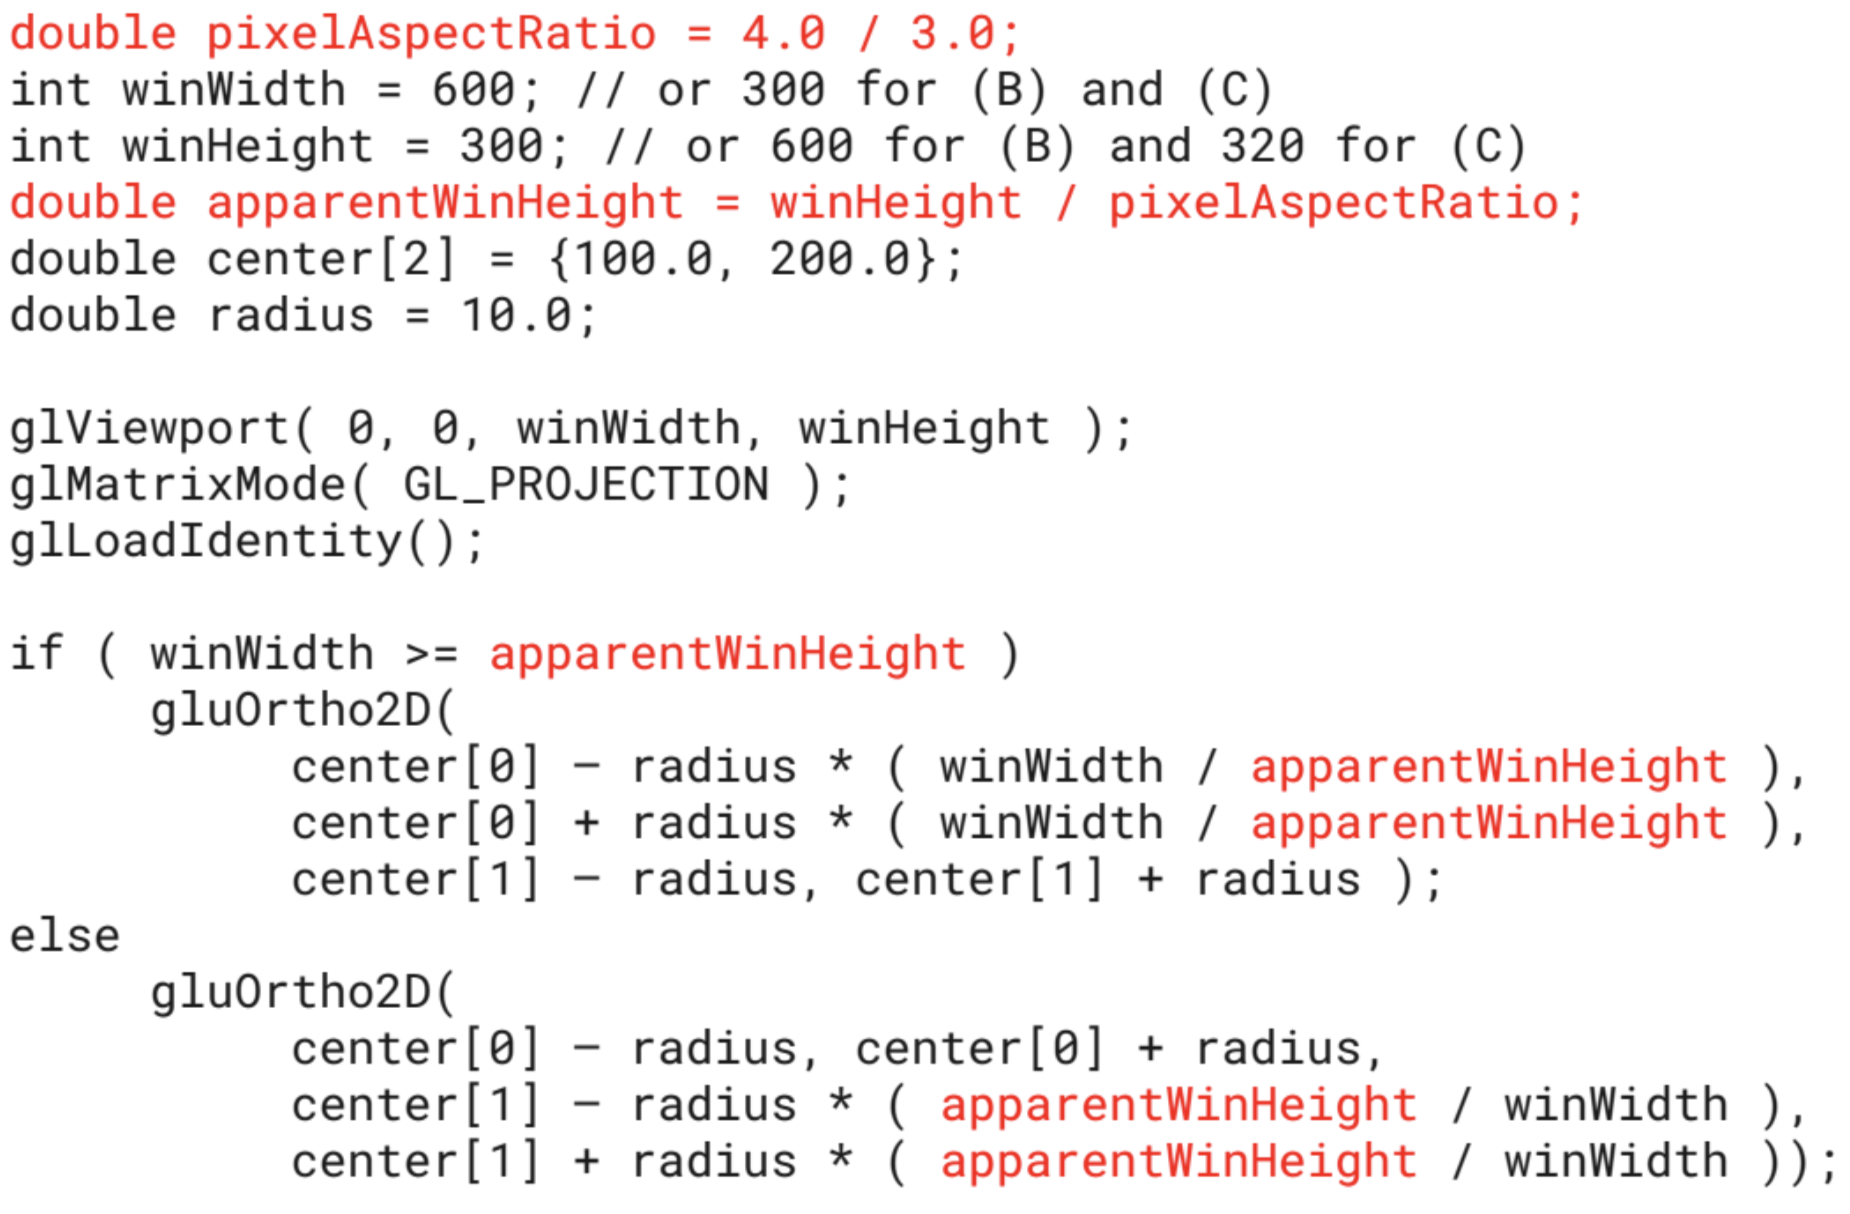 double pixelAspectRatio = 4.0 / 3.0;
int winWidth = 600; // or 300 for (B) and (C)
int winHeight = 300; // or 600 for (B) and 320 for (C)
double apparentWinHeight = winHeight / pixelAspectRatio;
double center[2] = {100.0, 200.0};
double radius = 10.0;

glViewport( 0, 0, winWidth, winHeight );
glMatrixMode( GL_PROJECTION );
glLoadIdentity();

if ( winWidth >= apparentWinHeight )
     gluOrtho2D(
          center[0] – radius * ( winWidth / apparentWinHeight ),
          center[0] + radius * ( winWidth / apparentWinHeight ),
          center[1] – radius, center[1] + radius );
else
     gluOrtho2D(
          center[0] – radius, center[0] + radius,
          center[1] – radius * ( apparentWinHeight / winWidth ),
          center[1] + radius * ( apparentWinHeight / winWidth ));